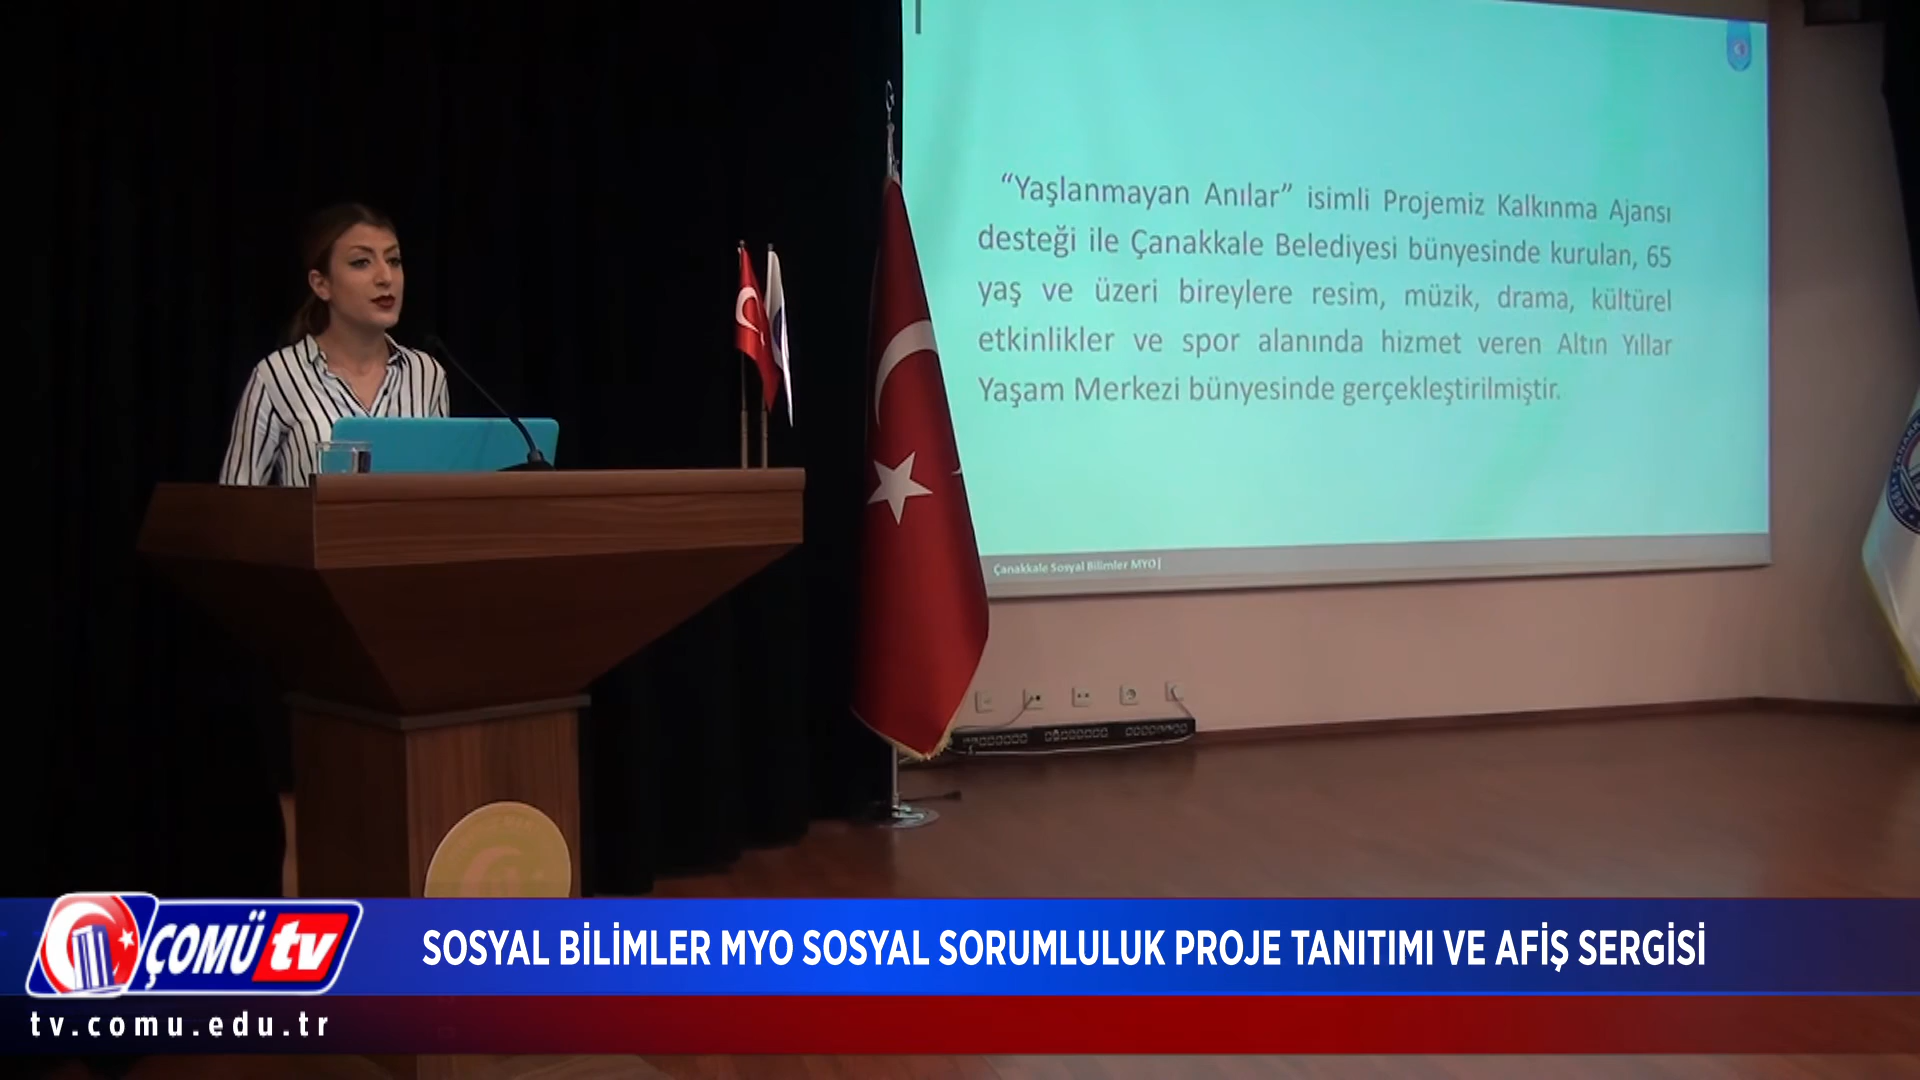 “Yaşlanmayan Anılar” isimli Projemiz Kalkınma Ajansı
desteği ile Çanakkale Belediyesi bünyesinde kurulan, 65
yaş ve üzeri bireylere resim, müzik, drama, kültürel
etkinlikler ve spor alanında hizmet veren Altın Yıllar
Yaşam Merkezi bünyesinde gerçekleştirilmiştir.
Çanakkale Sosyal Bilimler MYO|
ÇOMÜ tv
SOSYAL BİLİMLER MYO SOSYAL SORUMLULUK PROJE TANITIMI VE AFİŞ SERGİSİ
tv.comu.edu.tr